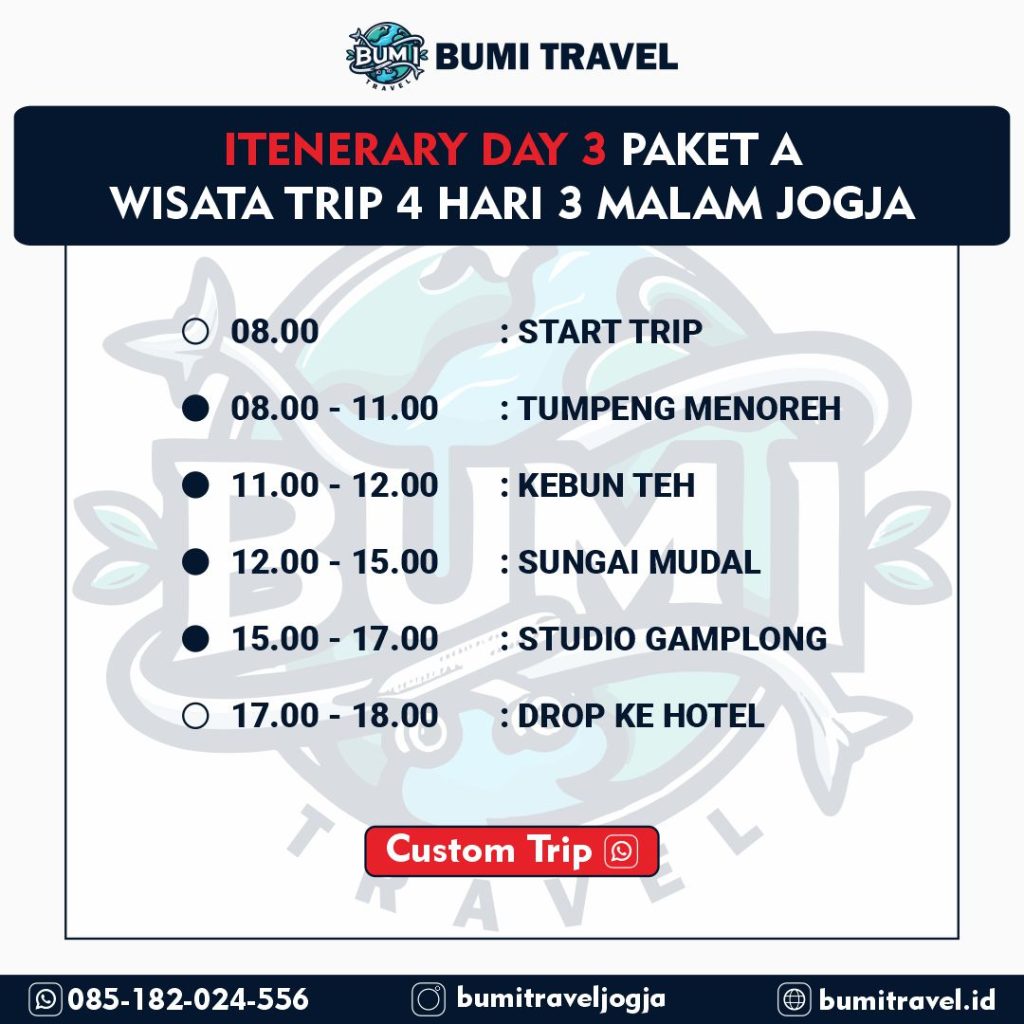 BUMI TRAVEL
BUMI TRAVEL
ITENERARY DAY 3 PAKET A
WISATA TRIP 4 HARI 3 MALAM JOGJA
08.00 : START TRIP
08.00 - 11.00 : TUMPENG MENOREH
11.00 - 12.00 : KEBUN TEH
12.00 - 15.00 : SUNGAI MUDAL
15.00 - 17.00 : STUDIO GAMPLONG
17.00 - 18.00 : DROP KE HOTEL
BUMI
TRAVEL
Custom Trip
085-182-024-556 bumitraveljogja bumitravel.id